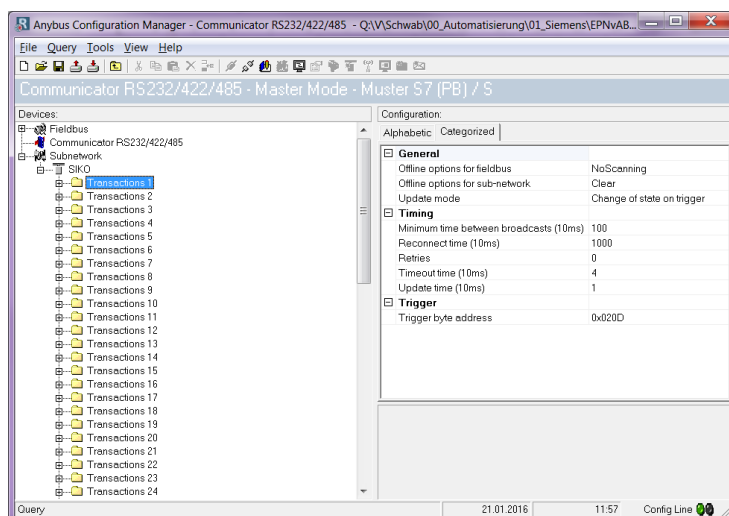 Anybus Configuration Manager - Communicator RS232/422/485 - Q:\V\Schwab\00_Automatisierung\01_Siemens\EPNvAB...
File Query Tools View Help
Communicator RS232/422/485 - Master Mode - Muster S7 (PB) / S
Devices:
Fieldbus
Communicator RS232/422/485
Subnetwork
SIKO
Transactions 1
Transactions 2
Transactions 3
Transactions 4
Transactions 5
Transactions 6
Transactions 7
Transactions 8
Transactions 9
Transactions 10
Transactions 11
Transactions 12
Transactions 13
Transactions 14
Transactions 15
Transactions 16
Transactions 17
Transactions 18
Transactions 19
Transactions 20
Transactions 21
Transactions 22
Transactions 23
Transactions 24
Configuration:
Alphabetic Categorized
General
Offline options for fieldbus NoScanning
Offline options for sub-network Clear
Update mode Change of state on trigger
Timing
Minimum time between broadcasts (10ms) 100
Reconnect time (10ms) 1000
Retries 0
Timeout time (10ms) 4
Update time (10ms) 1
Trigger
Trigger byte address 0x020D
Query 21.01.2016 11:57 Config Line